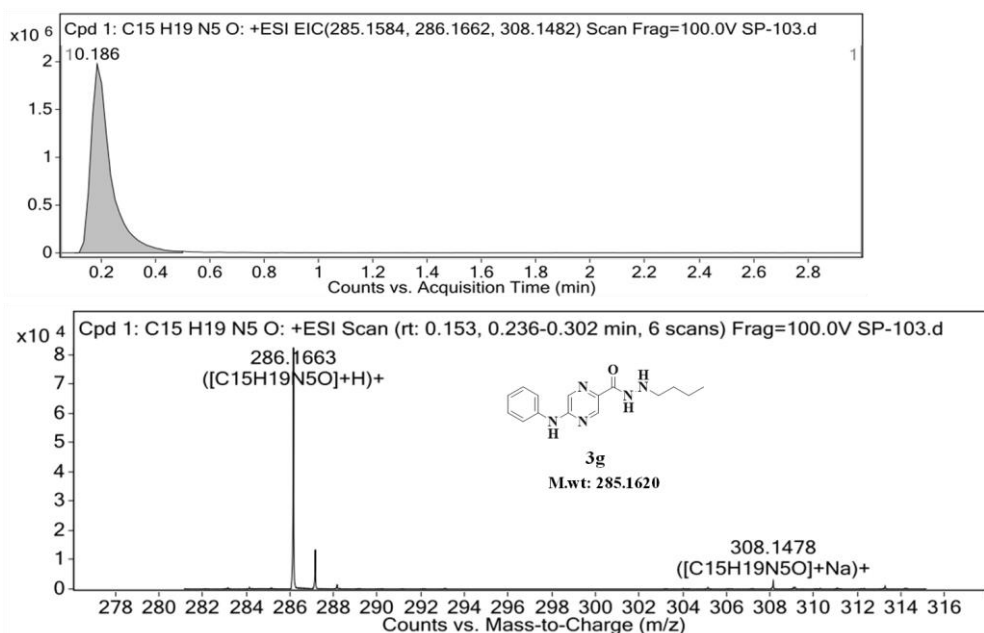 Cpd 1: C15 H19 N5 O: +ESI EIC(285.1584, 286.1662, 308.1482) Scan Frag=100.0V SP-103.d
x10 6
1 0.186 1
2
1.5
1
0.5
0
0.2 0.4 0.6 0.8 1 1.2 1.4 1.6 1.8 2 2.2 2.4 2.6 2.8
Counts vs. Acquisition Time (min)
Cpd 1: C15 H19 N5 O: +ESI Scan (rt: 0.153, 0.236-0.302 min, 6 scans) Frag=100.0V SP-103.d
x10 4
286.1663
([C15H19N5O]+H)+
8
7
6
5
4
3
2
1
0
O
H
N
N
N
H
N
H
N
N
H
3g
M.wt: 285.1620
308.1478
([C15H19N5O]+Na)+
278 280 282 284 286 288 290 292 294 296 298 300 302 304 306 308 310 312 314 316
Counts vs. Mass-to-Charge (m/z)